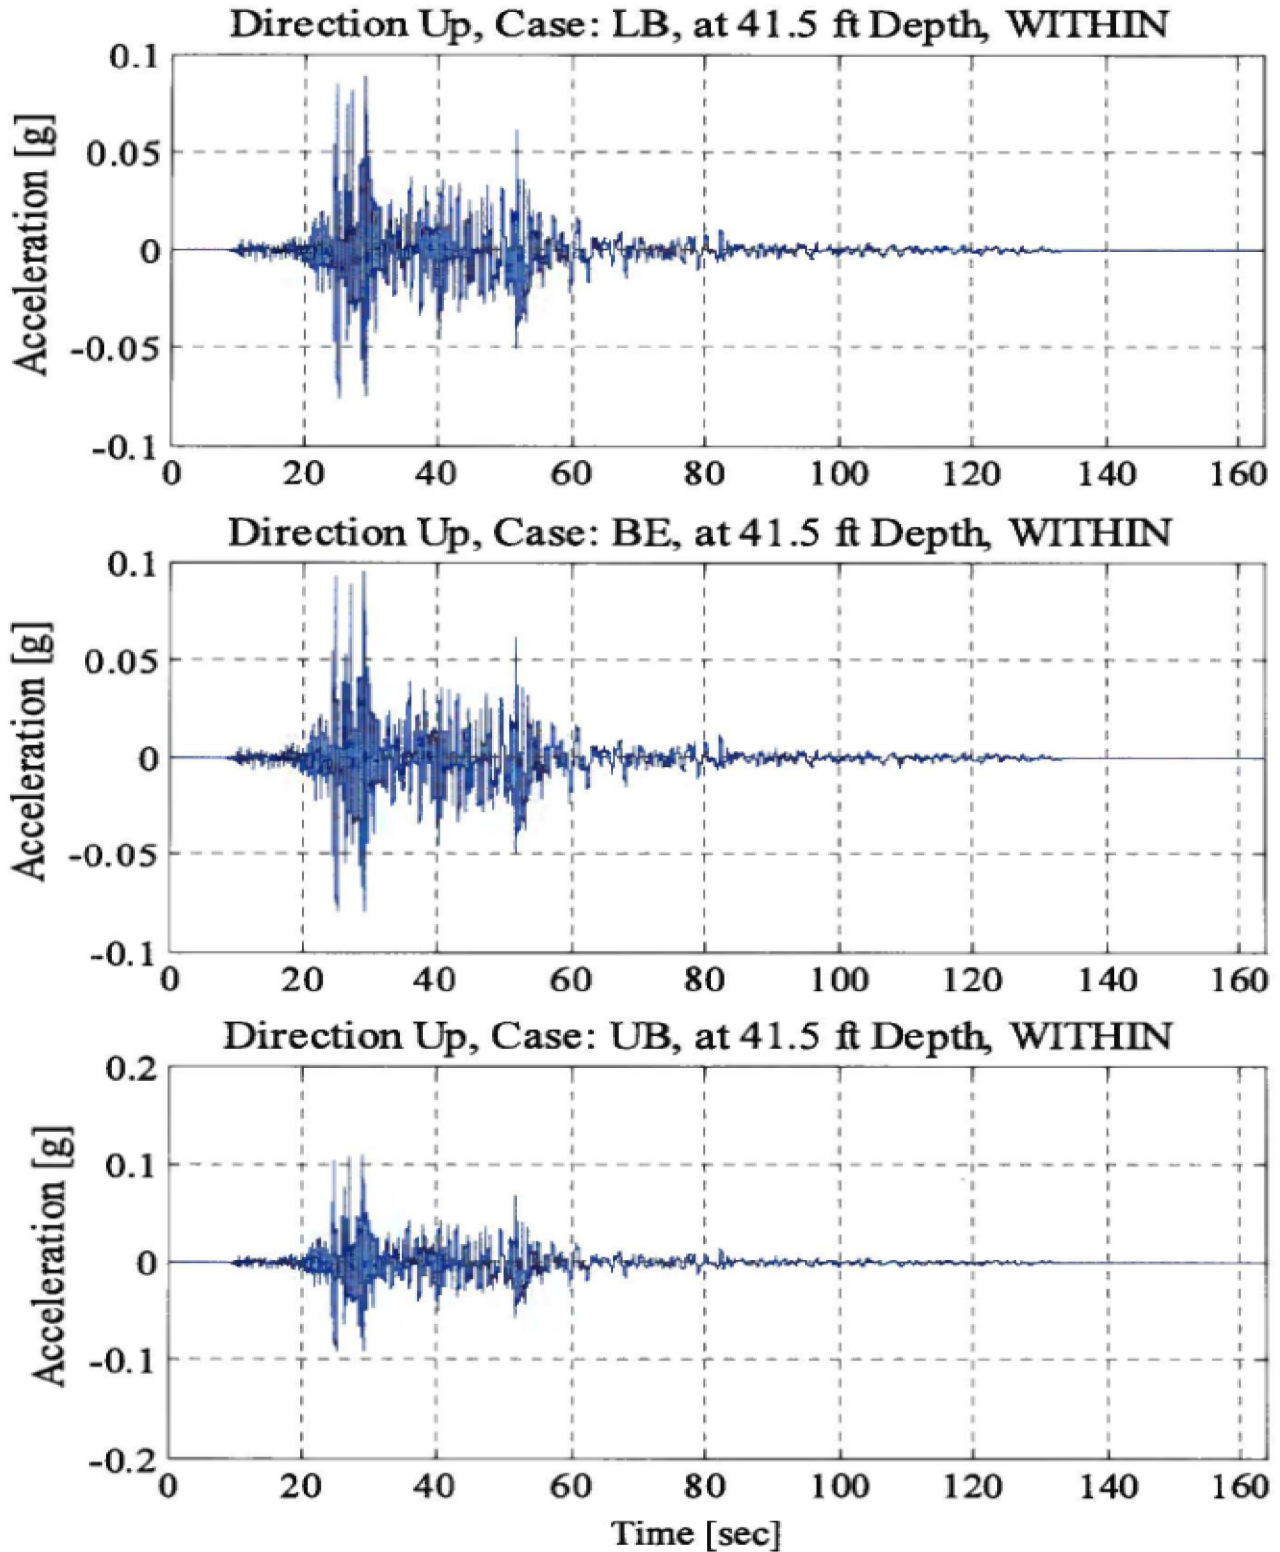 Direction Up, Case: LB, at 41.5 ft Depth, WITHIN
Acceleration [g]
0.1
0.05
0
-0.05
-0.1
0 20 40 60 80 100 120 140 160
Direction Up, Case: BE, at 41.5 ft Depth, WITHIN
Acceleration [g]
0.1
0.05
0
-0.05
-0.1
0 20 40 60 80 100 120 140 160
Direction Up, Case: UB, at 41.5 ft Depth, WITHIN
Acceleration [g]
0.2
0.1
0
-0.1
-0.2
0 20 40 60 80 100 120 140 160
Time [sec]